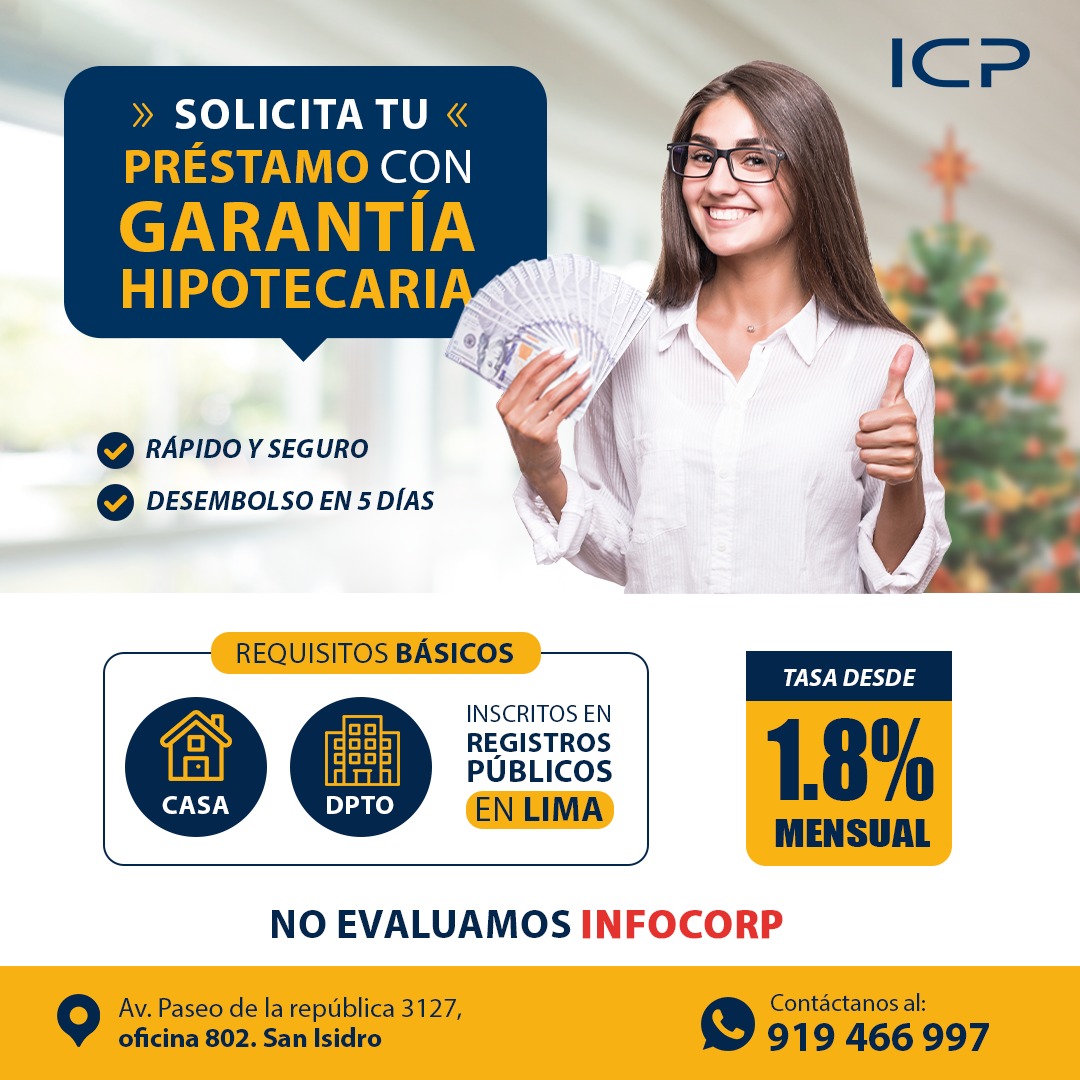 ICP
» SOLICITA TU «
PRÉSTAMO CON
GARANTÍA
HIPOTECARIA
RÁPIDO Y SEGURO
DESEMBOLSO EN 5 DÍAS
REQUISITOS BÁSICOS
CASA
DPTO
INSCRITOS EN
REGISTROS
PÚBLICOS
EN LIMA
TASA DESDE
1.8%
MENSUAL
NO EVALUAMOS INFOCORP
Av. Paseo de la república 3127,
oficina 802. San Isidro
Contáctanos al:
919 466 997